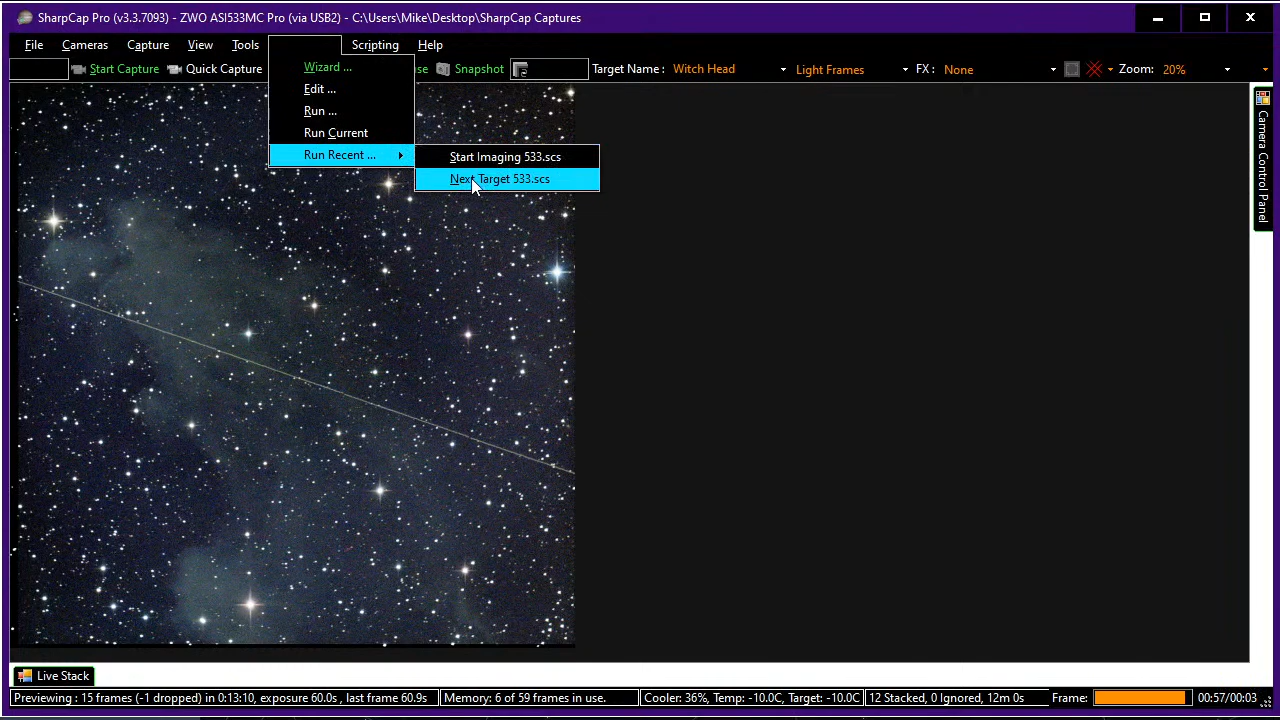 SharpCap Pro (v3.3.7093) - ZWO ASI533MC Pro (via USB2) - C:\Users\Mike\Desktop\SharpCap Captures
File Cameras Capture View Tools Scripting Help
Start Capture Quick Capture se Snapshot Target Name : Witch Head Light Frames FX : None Zoom: 20%
Wizard ...
Edit ...
Run ...
Run Current
Run Recent ...
Start Imaging 533.scs
Next Target 533.scs
Camera Control Panel
Live Stack
Previewing : 15 frames (-1 dropped) in 0:13:10, exposure 60.0s , last frame 60.9s Memory: 6 of 59 frames in use. Cooler: 36%, Temp: -10.0C, Target: -10.0C 12 Stacked, 0 Ignored, 12m 0s Frame: 00:57/00:03